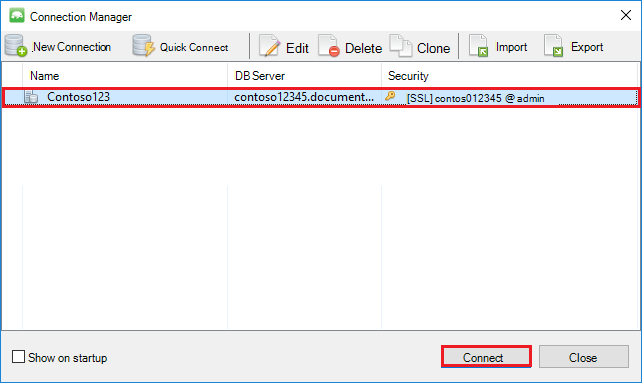 Connection Manager
New Connection Quick Connect Edit Delete Clone Import Export
Name DB Server Security
Contoso123 contoso12345.document... [SSL] contos012345 @ admin
Show on startup Connect Close